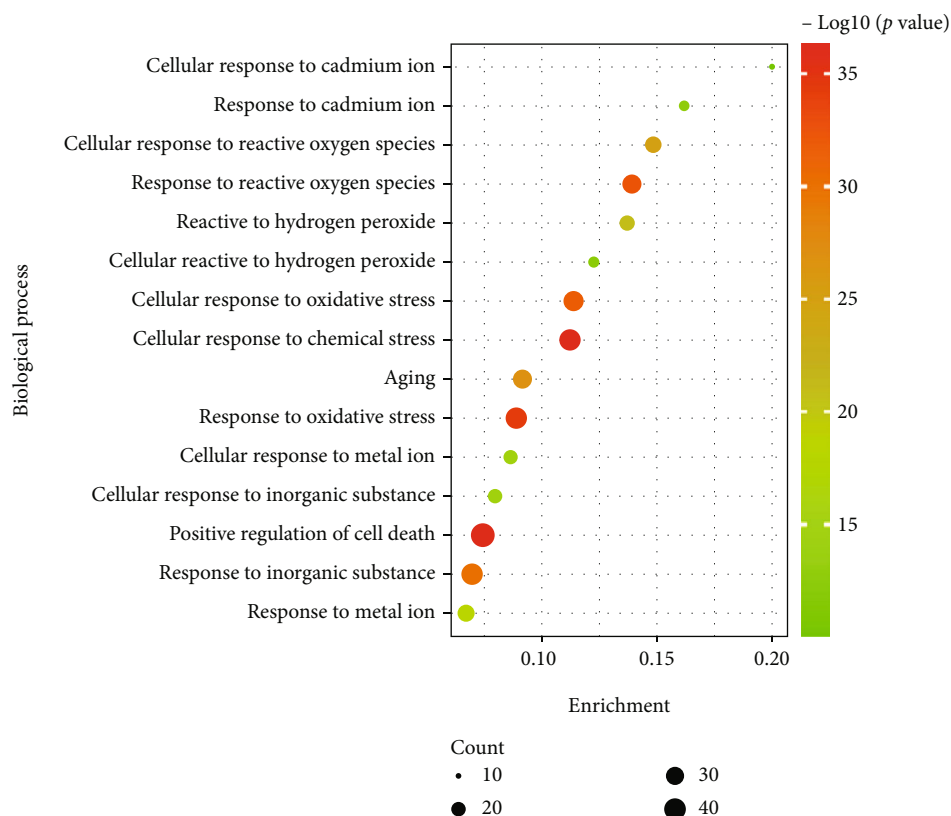 – Log10 (p value)
Cellular response to cadmium ion
Response to cadmium ion
Cellular response to reactive oxygen species
Response to reactive oxygen species
Reactive to hydrogen peroxide
Cellular reactive to hydrogen peroxide
Cellular response to oxidative stress
Cellular response to chemical stress
Aging
Response to oxidative stress
Cellular response to metal ion
Cellular response to inorganic substance
Positive regulation of cell death
Response to inorganic substance
Response to metal ion
Biological process
35
30
25
20
15
0.10 0.15 0.20
Enrichment
Count
10 30
20 40